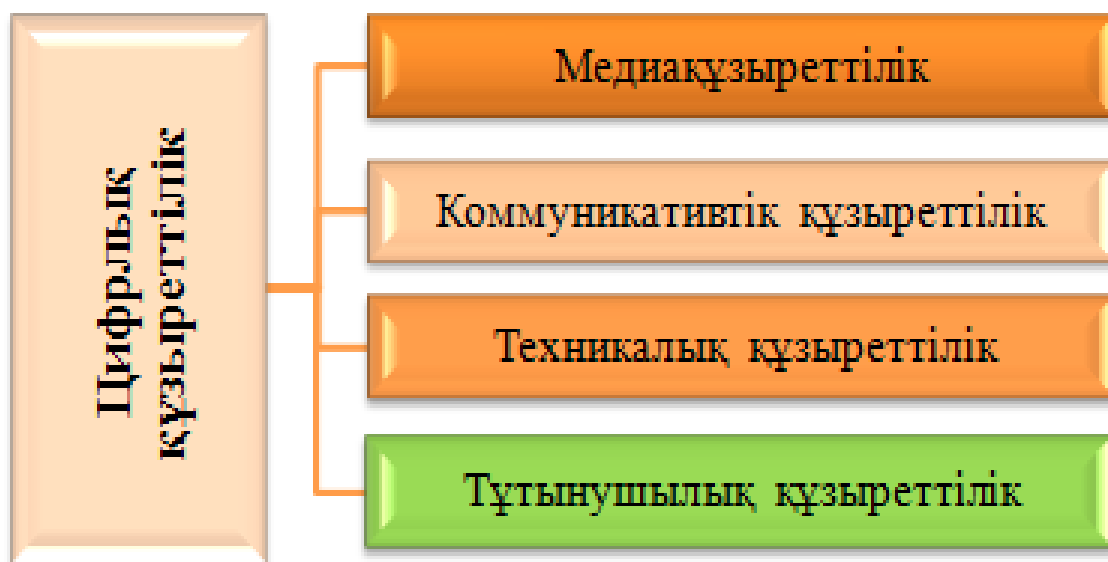 Цифрлық
құзыреттілік
Медиақұзыреттілік
Коммуникативтік құзыреттілік
Техникалық құзыреттілік
Тұтынушылық құзыреттілік